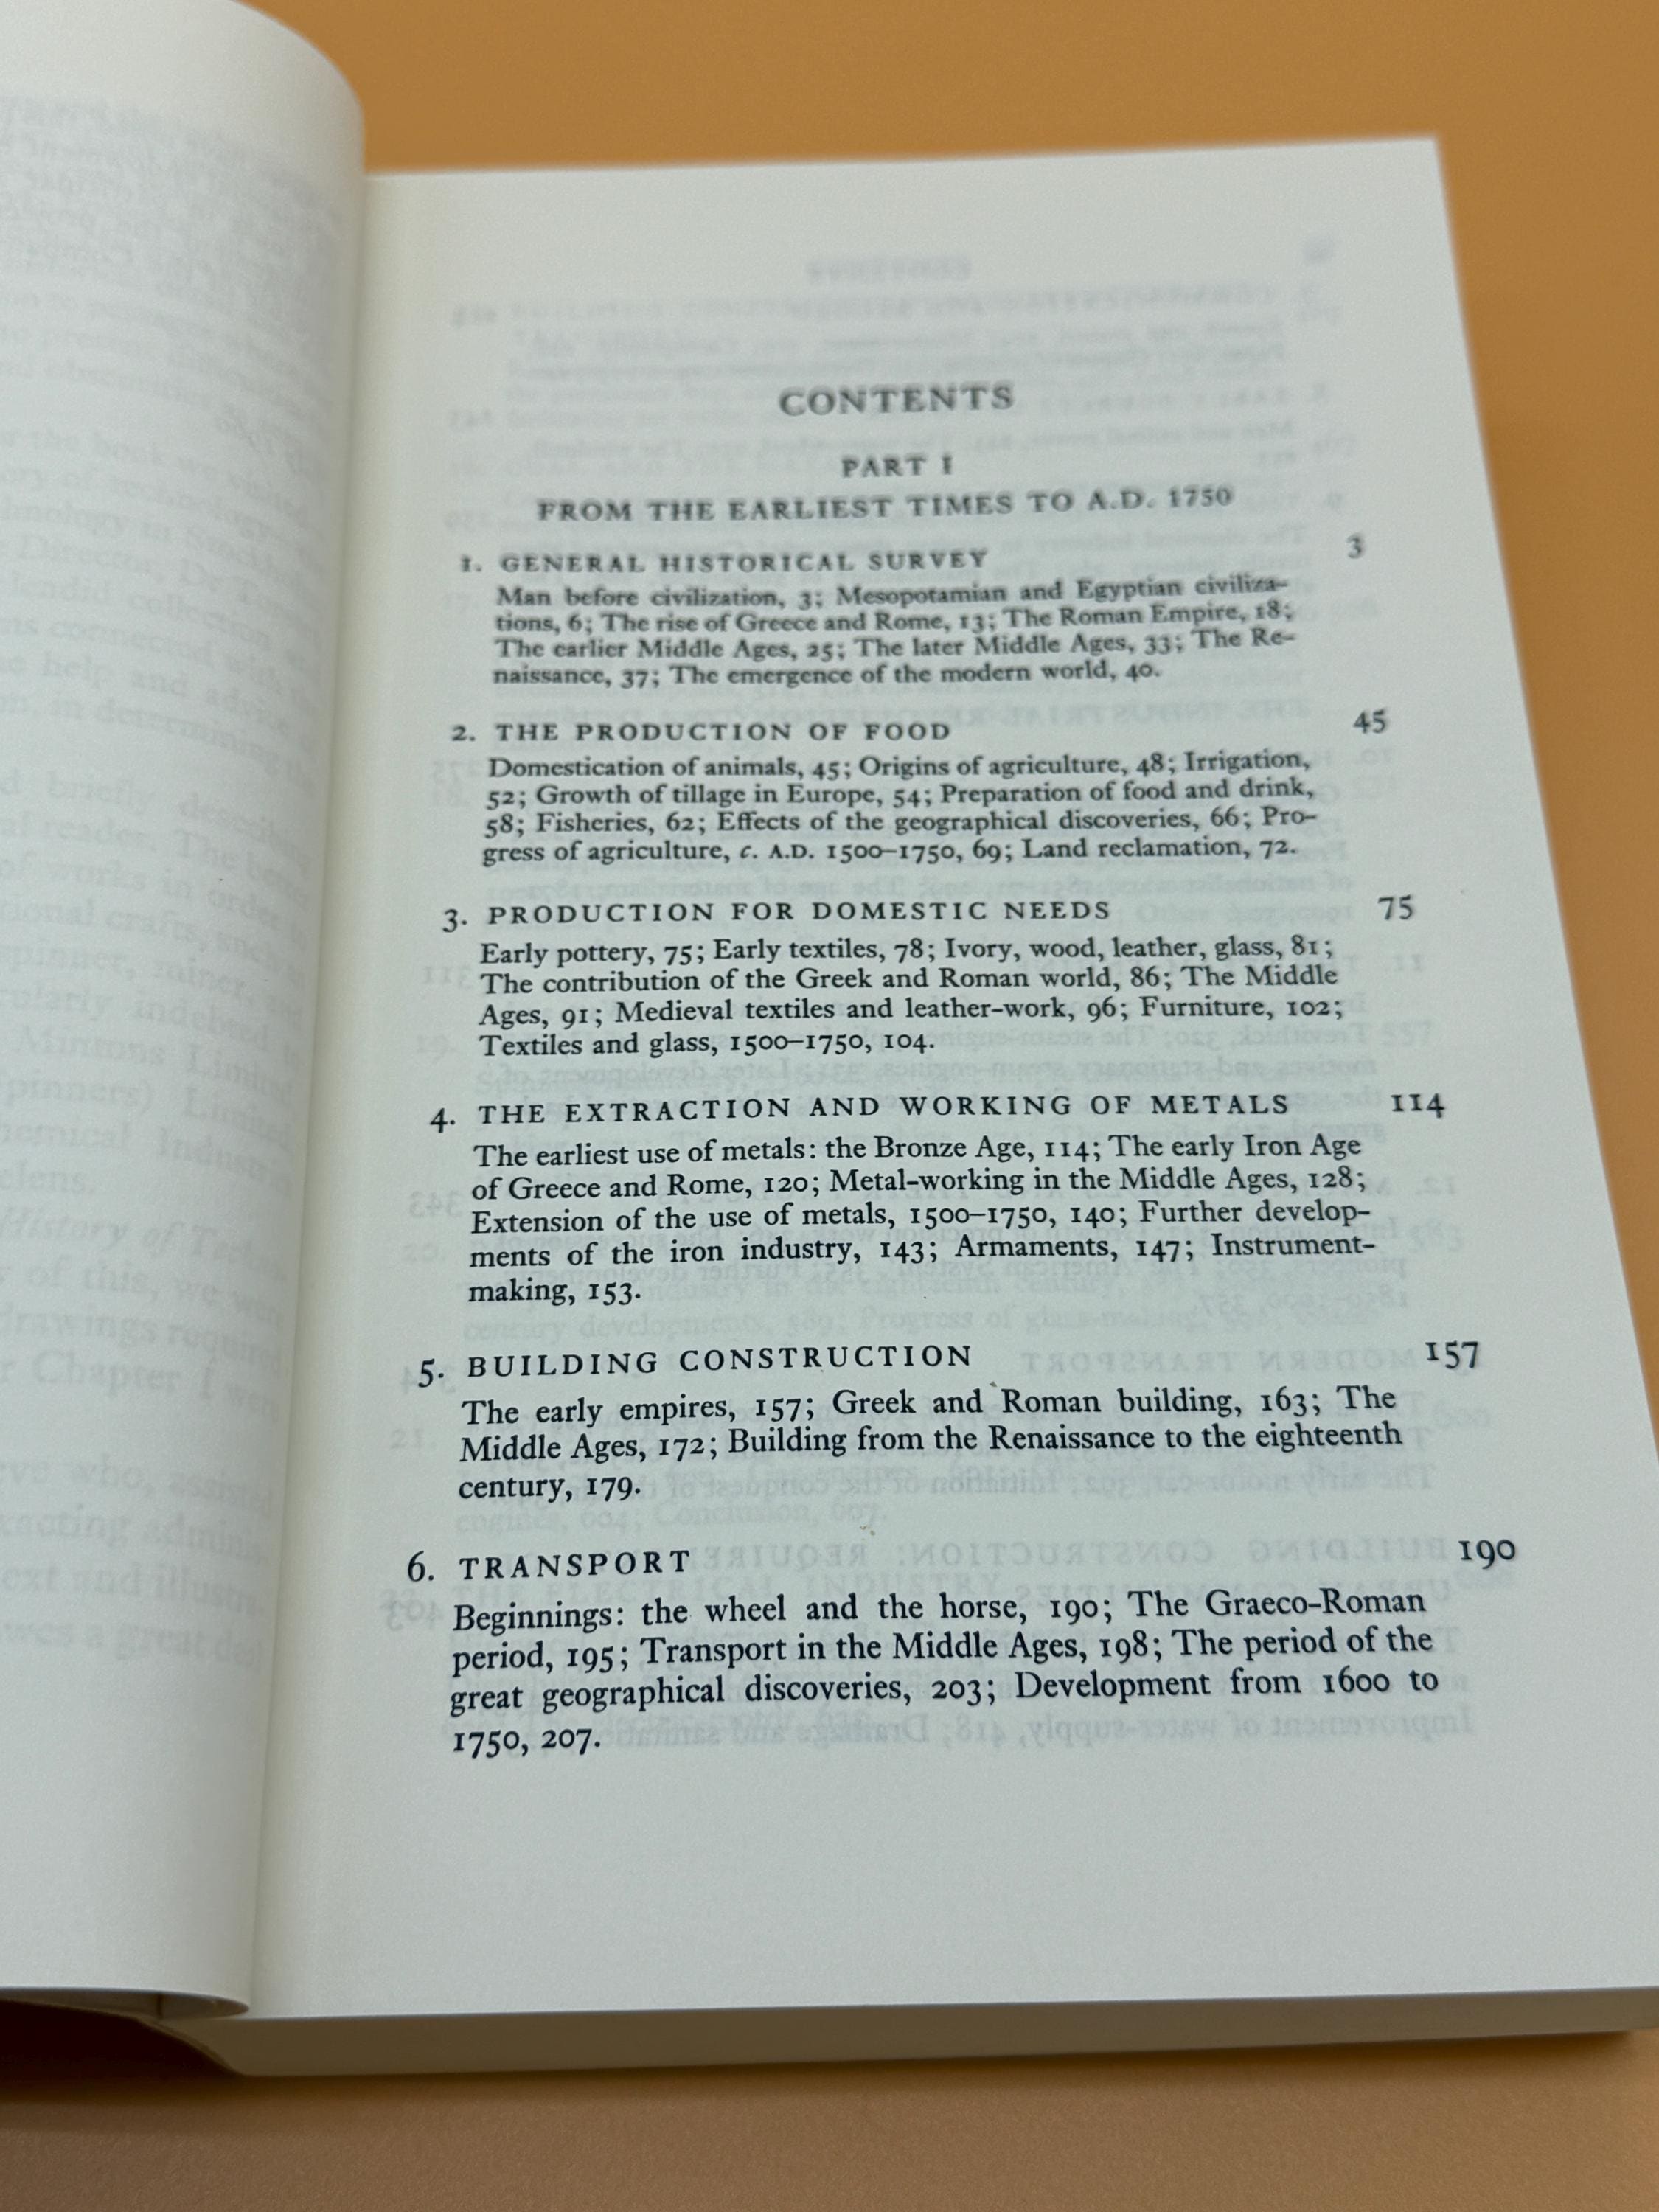 CONTENTS
PART I
FROM THE EARLIEST TIMES TO A.D. 1750
1. GENERAL HISTORICAL SURVEY 3
Man before civilization, 3; Mesopotamian and Egyptian civiliza-
tions, 6; The rise of Greece and Rome, 13; The Roman Empire, 18;
The earlier Middle Ages, 25; The later Middle Ages, 33; The Re-
naissance, 37; The emergence of the modern world, 40.
2. THE PRODUCTION OF FOOD 45
Domestication of animals, 45; Origins of agriculture, 48; Irrigation,
52; Growth of tillage in Europe, 54; Preparation of food and drink,
58; Fisheries, 62; Effects of the geographical discoveries, 66; Pro-
gress of agriculture, c. A.D. 1500–1750, 69; Land reclamation, 72.
3. PRODUCTION FOR DOMESTIC NEEDS 75
Early pottery, 75; Early textiles, 78; Ivory, wood, leather, glass, 81;
The contribution of the Greek and Roman world, 86; The Middle
Ages, 91; Medieval textiles and leather-work, 96; Furniture, 102;
Textiles and glass, 1500–1750, 104.
4. THE EXTRACTION AND WORKING OF METALS 114
The earliest use of metals: the Bronze Age, 114; The early Iron Age
of Greece and Rome, 120; Metal-working in the Middle Ages, 128;
Extension of the use of metals, 1500–1750, 140; Further develop-
ments of the iron industry, 143; Armaments, 147; Instrument-
making, 153.
5. BUILDING CONSTRUCTION 157
The early empires, 157; Greek and Roman building, 163; The
Middle Ages, 172; Building from the Renaissance to the eighteenth
century, 179.
6. TRANSPORT 190
Beginnings: the wheel and the horse, 190; The Graeco-Roman
period, 195; Transport in the Middle Ages, 198; The period of the
great geographical discoveries, 203; Development from 1600 to
1750, 207.